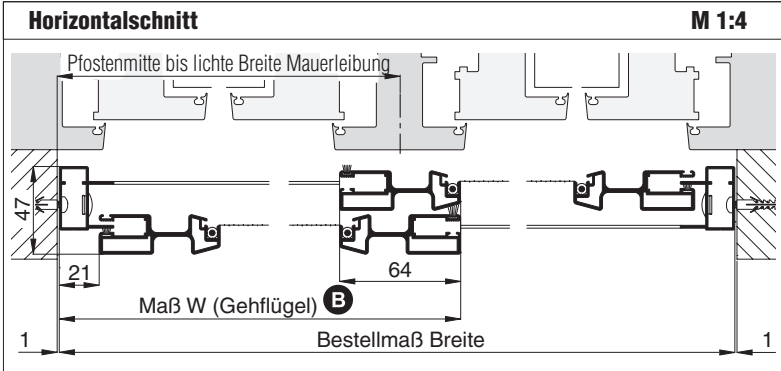 Horizontalschnitt M 1:4
Pfostenmitte bis lichte Breite Mauerleibung
47
21
64
Maß W (Gehflügel) B
1 Bestellmaß Breite 1